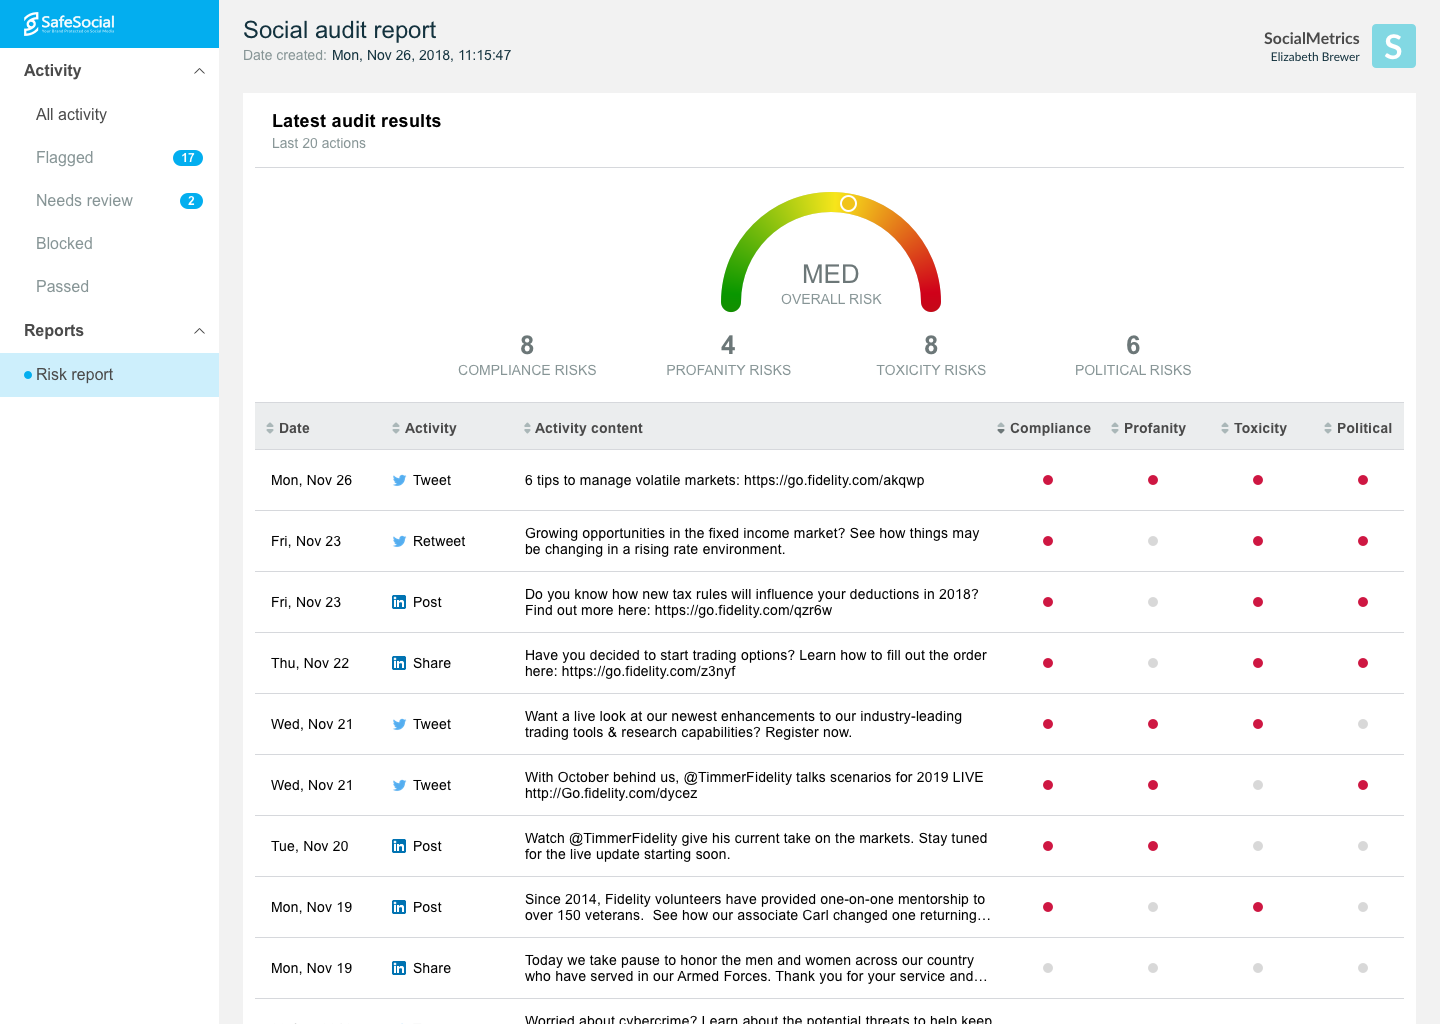 SafeSocial
Your Brand Protected on Social Media
Activity
All activity
Flagged 17
Needs review 2
Blocked
Passed
Reports
Risk report
Social audit report
Date created: Mon, Nov 26, 2018, 11:15:47
SocialMetrics
Elizabeth Brewer
S
Latest audit results
Last 20 actions
MED
OVERALL RISK
8 4 8 6
COMPLIANCE RISKS PROFANITY RISKS TOXICITY RISKS POLITICAL RISKS
Date Activity Activity content Compliance Profanity Toxicity Political
Mon, Nov 26 Tweet 6 tips to manage volatile markets: https://go.fidelity.com/akqwp
Fri, Nov 23 Retweet Growing opportunities in the fixed income market? See how things may
be changing in a rising rate environment.
Fri, Nov 23 Post Do you know how new tax rules will influence your deductions in 2018?
Find out more here: https://go.fidelity.com/qzr6w
Thu, Nov 22 Share Have you decided to start trading options? Learn how to fill out the order
here: https://go.fidelity.com/z3nyf
Wed, Nov 21 Tweet Want a live look at our newest enhancements to our industry-leading
trading tools & research capabilities? Register now.
Wed, Nov 21 Tweet With October behind us, @TimmerFidelity talks scenarios for 2019 LIVE
http://Go.fidelity.com/dycez
Tue, Nov 20 Post Watch @TimmerFidelity give his current take on the markets. Stay tuned
for the live update starting soon.
Mon, Nov 19 Post Since 2014, Fidelity volunteers have provided one-on-one mentorship to
over 150 veterans.  See how our associate Carl changed one returning…
Mon, Nov 19 Share Today we take pause to honor the men and women across our country
who have served in our Armed Forces. Thank you for your service and…
Worried about cybercrime? Learn about the potential threats to help keep